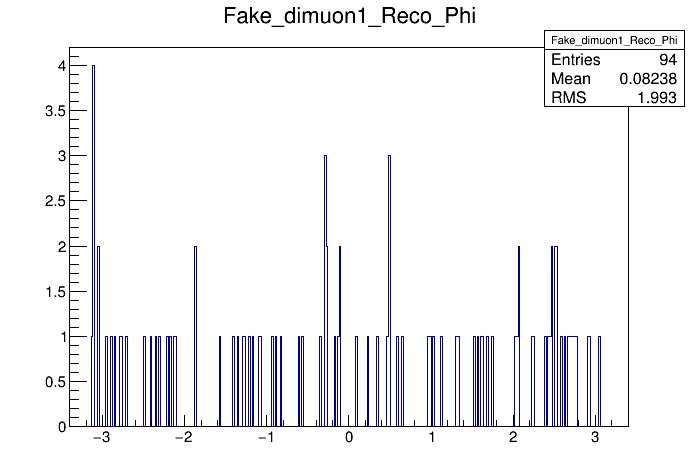 Fake_dimuon1_Reco_Phi
Fake_dimuon1_Reco_Phi
Entries 94
Mean 0.08238
RMS 1.993
4
3.5
3
2.5
2
1.5
1
0.5
0
−3 −2 −1 0 1 2 3